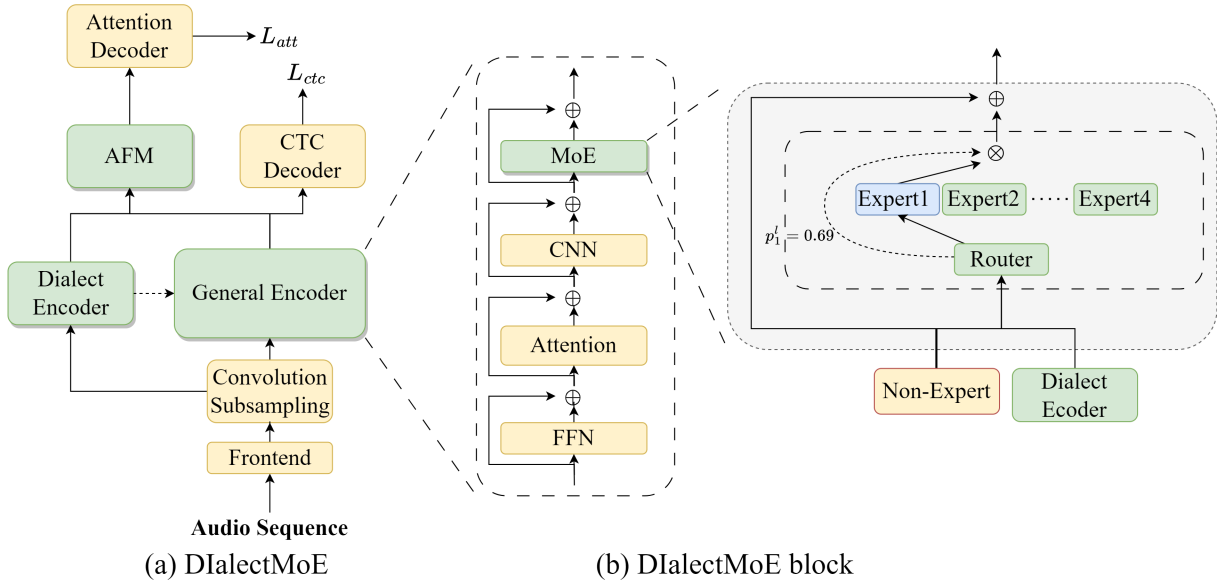 Attention
Decoder
L_att
L_ctc
AFM
CTC
Decoder
Dialect
Encoder
General Encoder
Convolution
Subsampling
Frontend
Audio Sequence
(a) DIalectMoE
MoE
CNN
Attention
FFN
Expert1
Expert2
.....
Expert4
p_1^l = 0.69
Router
Non-Expert
Dialect
Ecoder
(b) DIalectMoE block